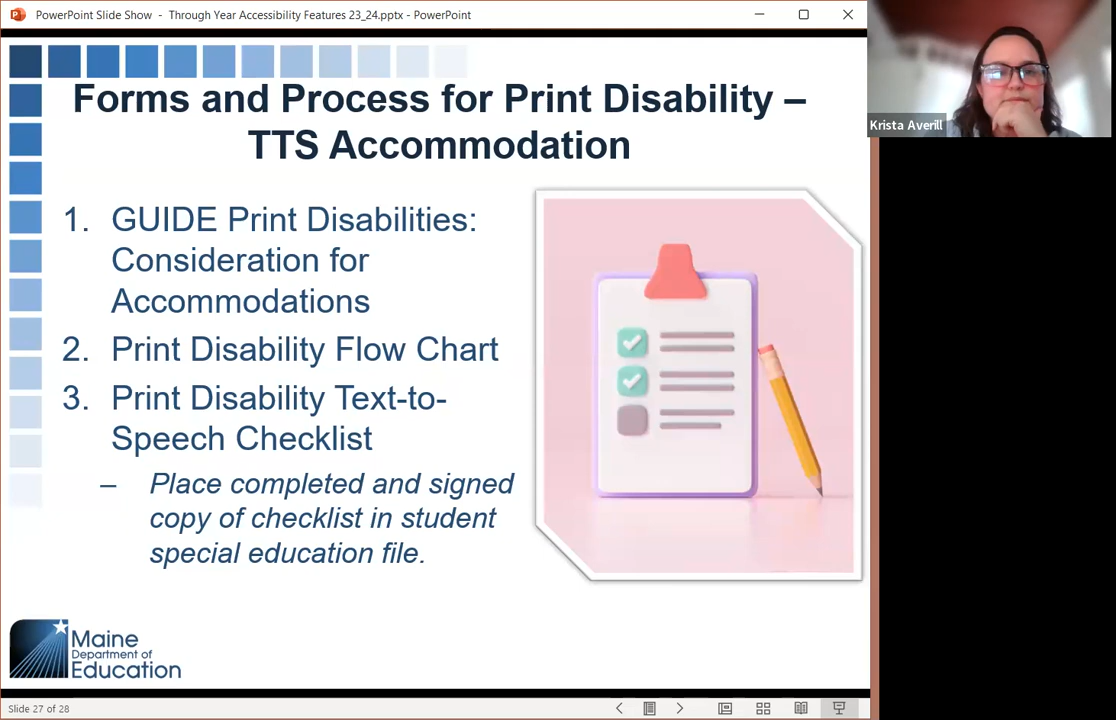 PowerPoint Slide Show - Through Year Accessibility Features 23_24.pptx - PowerPoint
Krista Averill
Forms and Process for Print Disability –
TTS Accommodation
1. GUIDE Print Disabilities:
Consideration for
Accommodations
2. Print Disability Flow Chart
3. Print Disability Text-to-
Speech Checklist
– Place completed and signed
copy of checklist in student
special education file.
Maine
Department of
Education
Slide 27 of 28